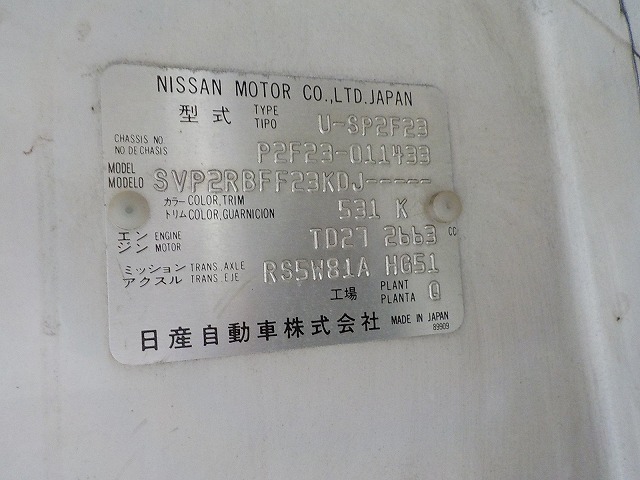 NISSAN MOTOR CO.,LTD.JAPAN
型式 TYPE TIPO U-SP2F23
CHASSIS NO NO DE CHASIS P2F23-011433
MODEL MODELO SVP2RBFF23KDJ-----
カラー COLOR,TRIM トリム COLOR,GUARNICION 531 K
エンジン ENGINE MOTOR TD27 2663 CC
ミッション TRANS.AXLE アクスル TRANS.EJE RS5W81A HG51
工場 PLANT PLANTA Q
日産自動車株式会社 MADE IN JAPAN
89909